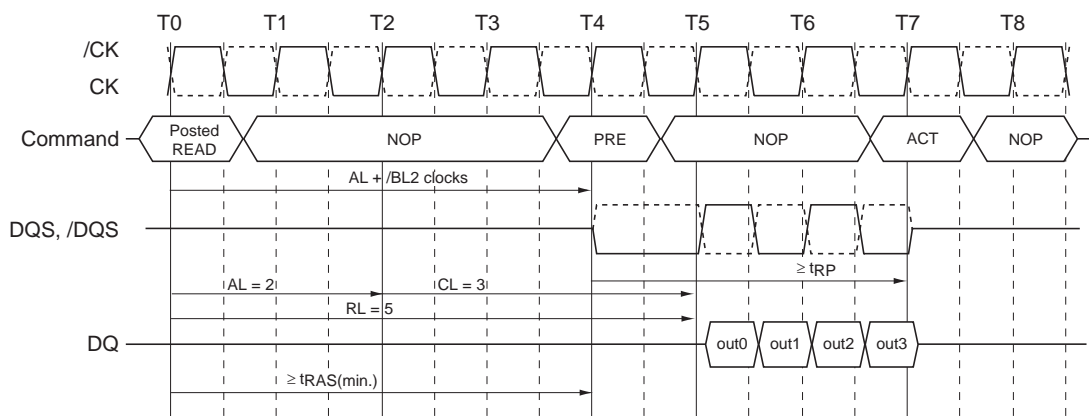 T0 T1 T2 T3 T4 T5 T6 T7 T8
/CK
CK
Command Posted READ NOP PRE NOP ACT NOP
AL + /BL2 clocks
DQS, /DQS
≥ tRP
AL = 2 CL = 3
RL = 5
DQ out0 out1 out2 out3
≥ tRAS(min.)